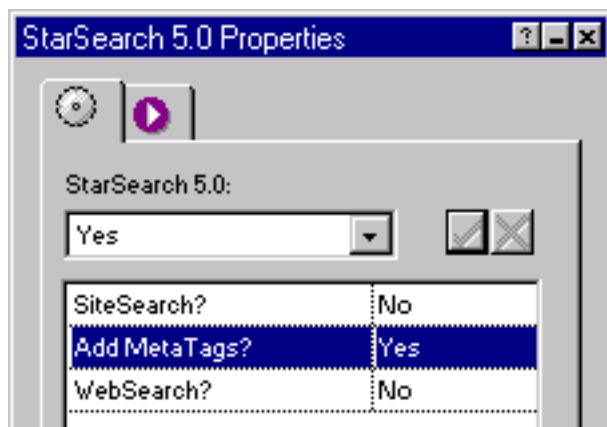 StarSearch 5.0 Properties
StarSearch 5.0:
Yes
SiteSearch? No
Add MetaTags? Yes
WebSearch? No